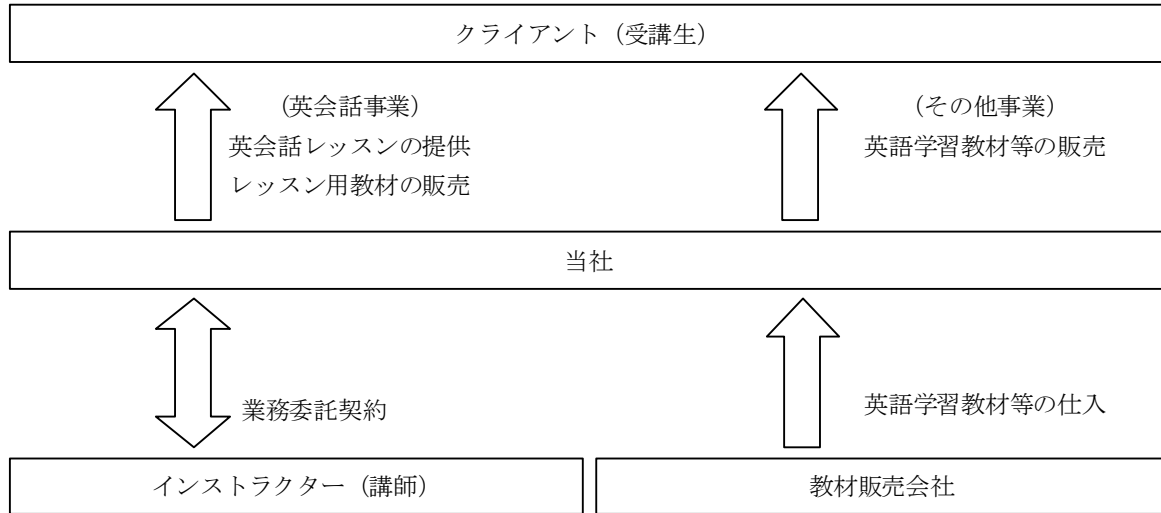 クライアント（受講生）
（英会話事業）
英会話レッスンの提供
レッスン用教材の販売
（その他事業）
英語学習教材等の販売
当社
業務委託契約
英語学習教材等の仕入
インストラクター（講師）
教材販売会社